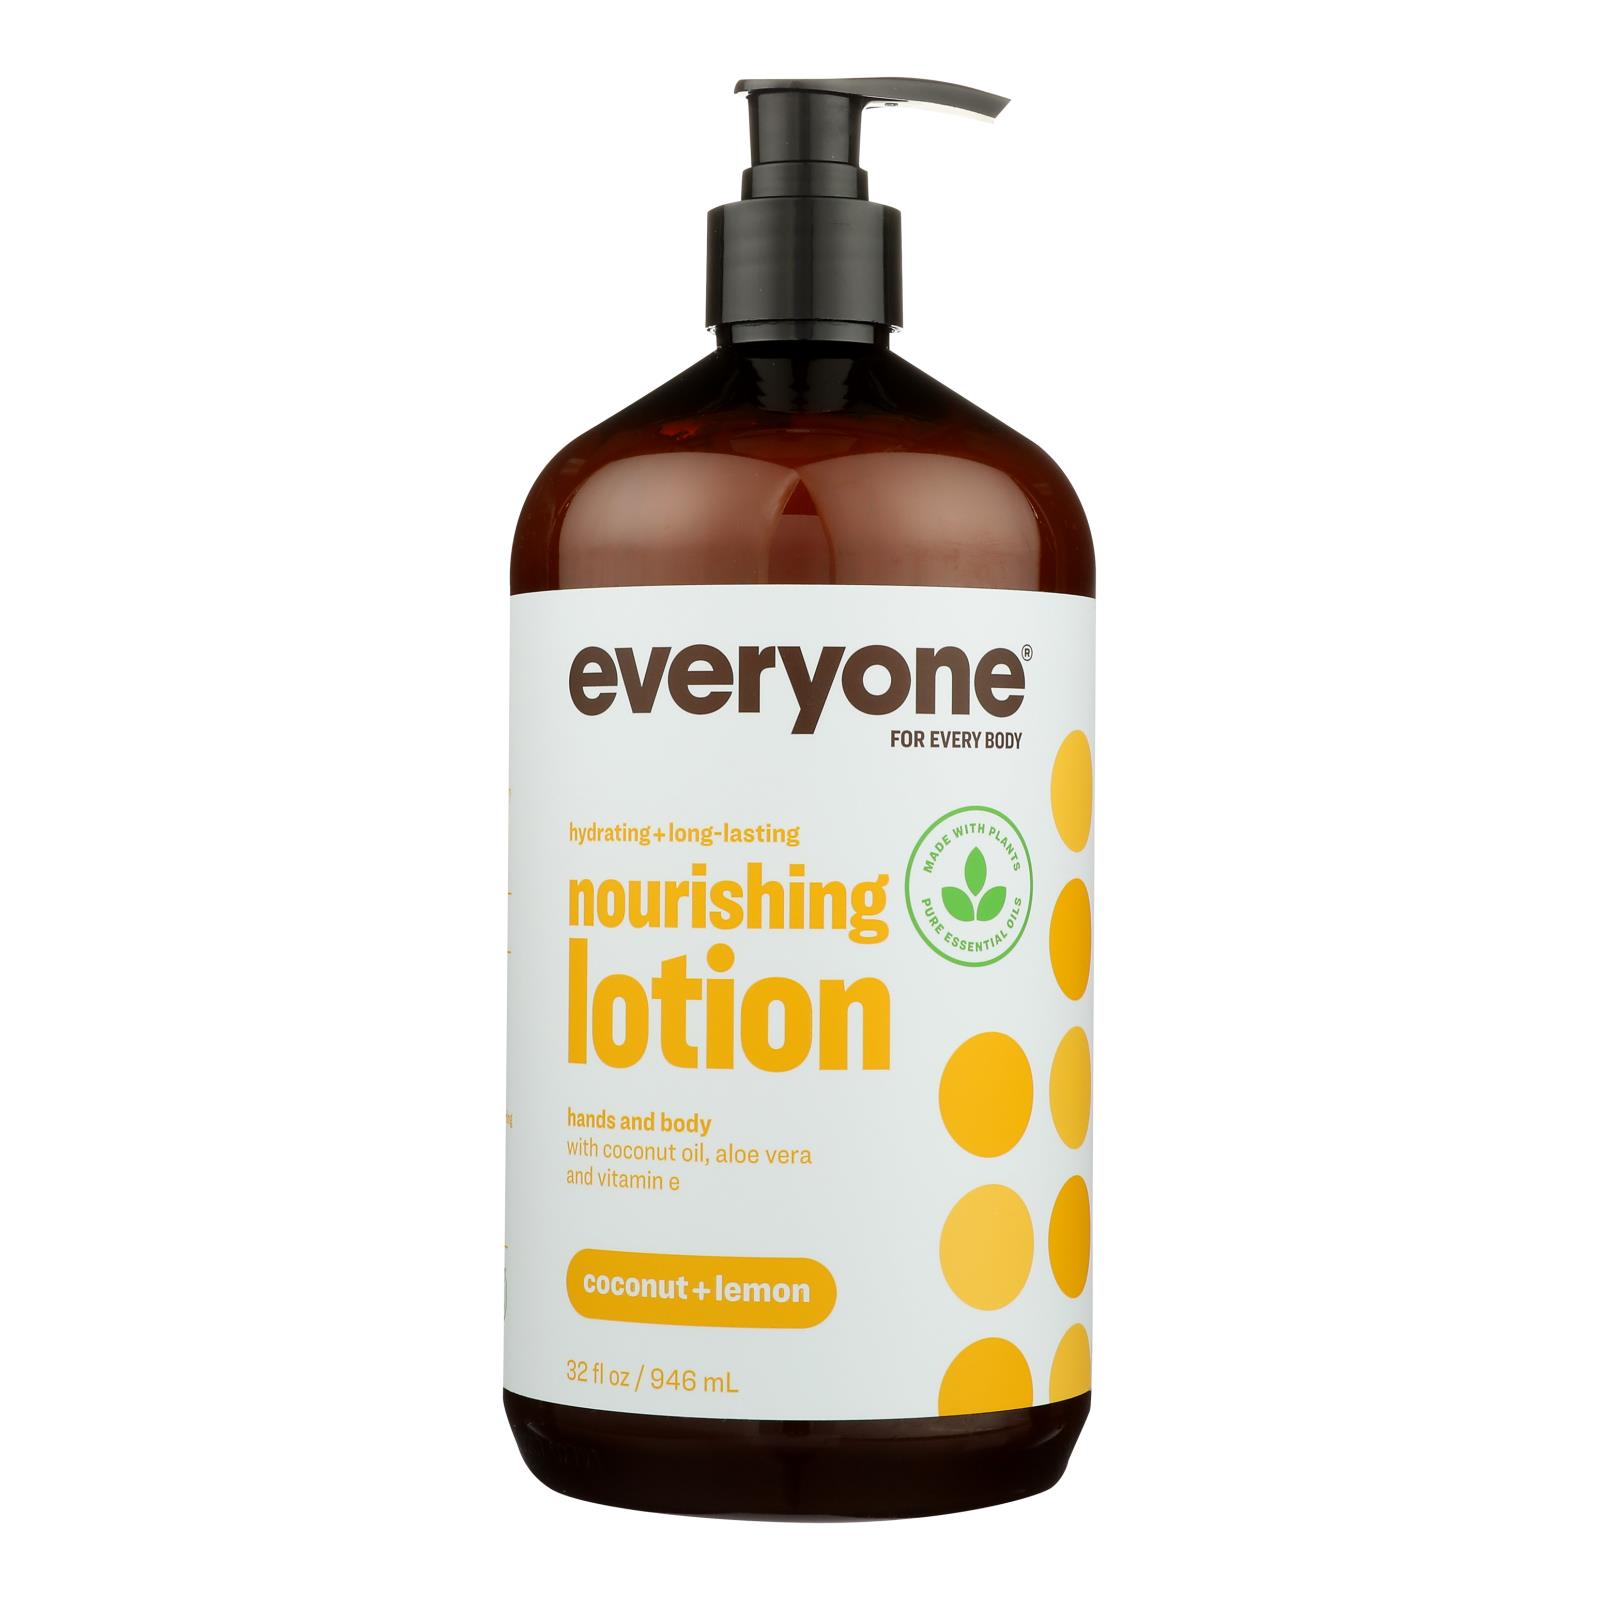 everyone®
FOR EVERY BODY
hydrating + long-lasting
nourishing
lotion
MADE WITH PLANTS
PURE ESSENTIAL OILS
hands and body
with coconut oil, aloe vera
and vitamin e
coconut + lemon
32 fl oz / 946 mL